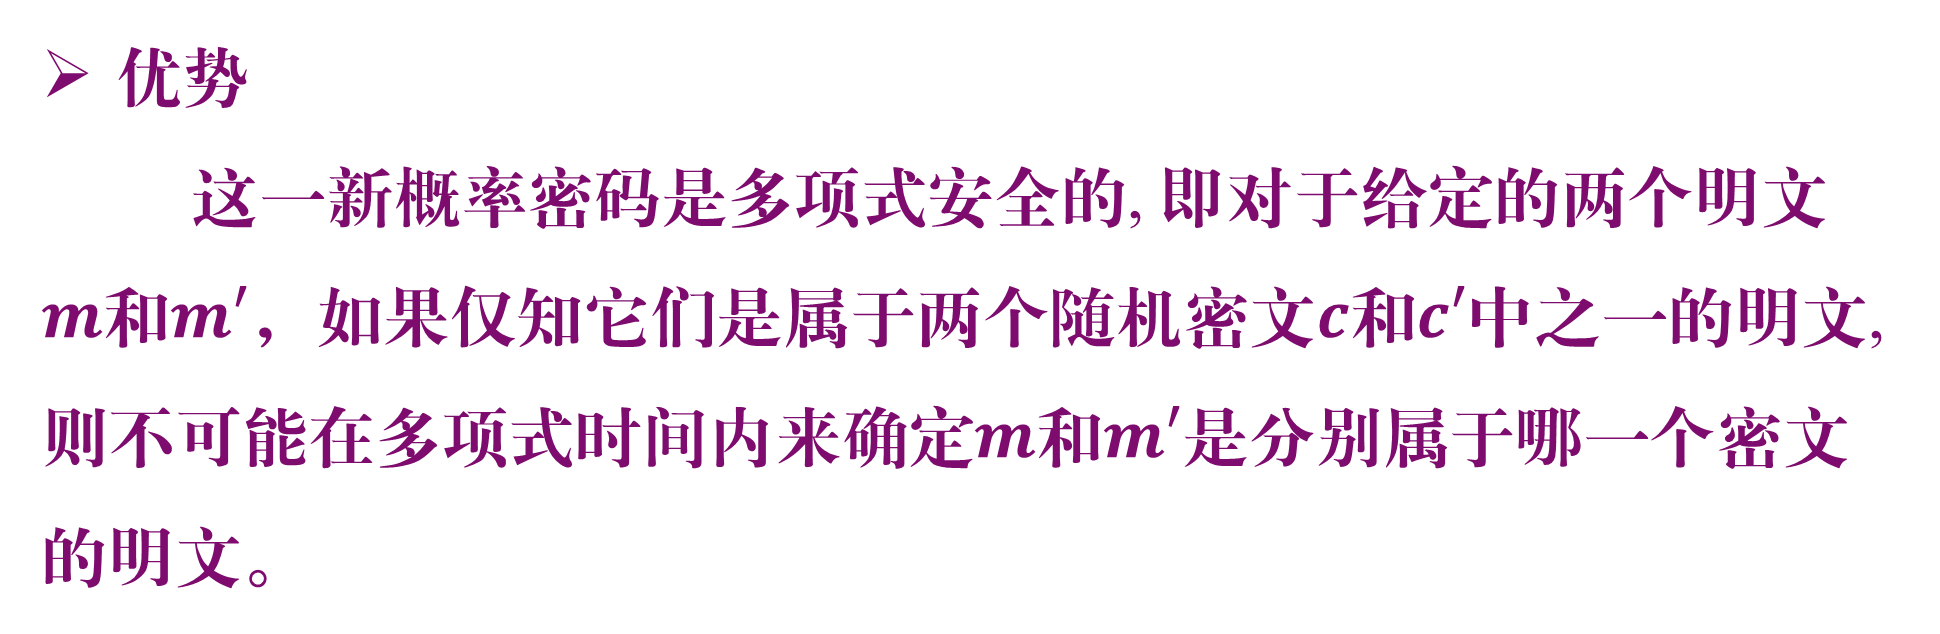 ➢ 优势
这一新概率密码是多项式安全的, 即对于给定的两个明文
m和m′，如果仅知它们是属于两个随机密文c和c′中之一的明文,
则不可能在多项式时间内来确定m和m′是分别属于哪一个密文
的明文。